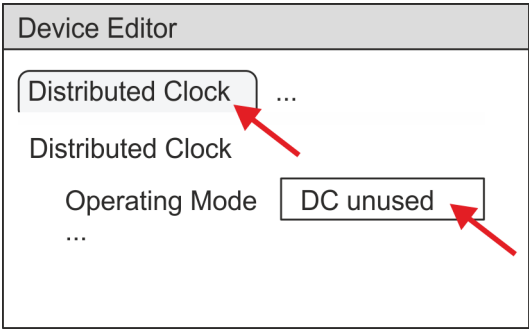 Device Editor
Distributed Clock ...
Distributed Clock
Operating Mode DC unused
...